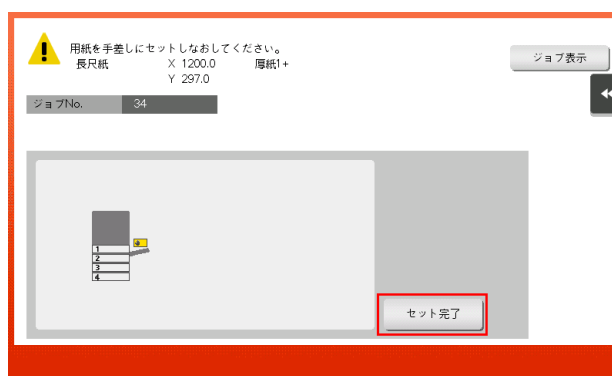 用紙を手差しにセットしなおしてください。
長尺紙 X 1200.0 厚紙1+
Y 297.0
ジョブ表示
ジョブNo. 34
1
2
3
4
セット完了